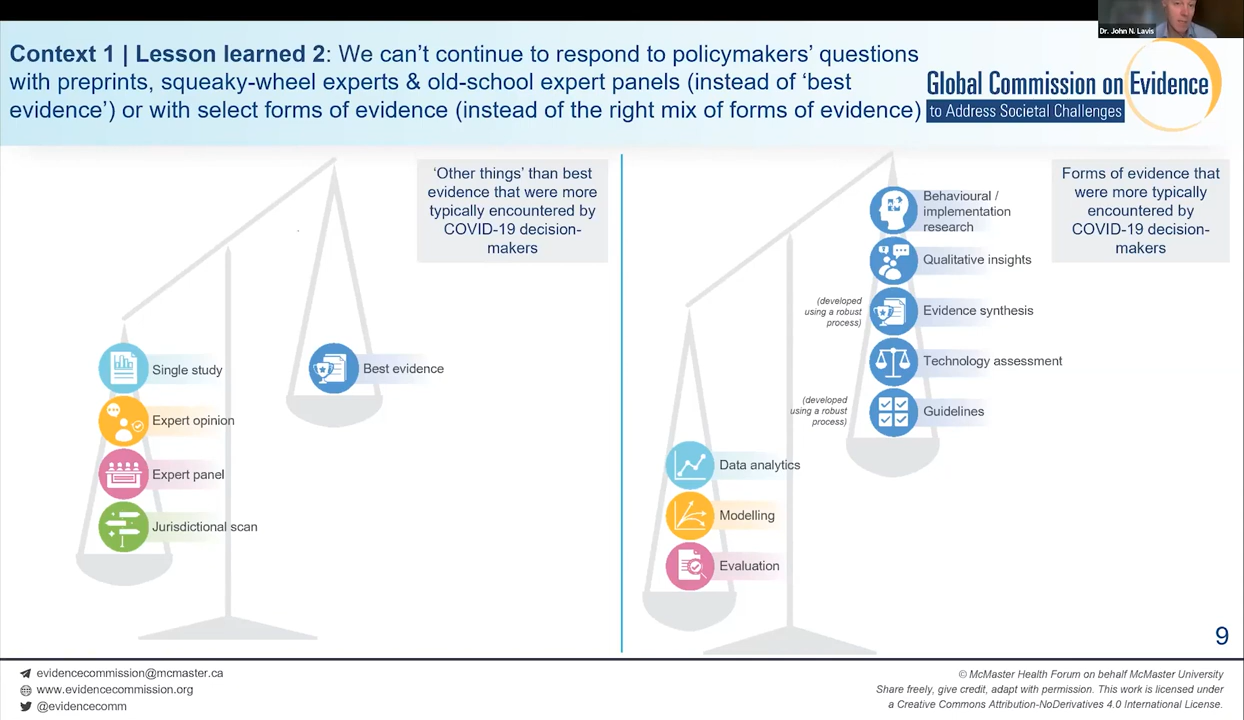 Dr. John N. Lavis
Context 1 | Lesson learned 2: We can't continue to respond to policymakers' questions
with preprints, squeaky-wheel experts & old-school expert panels (instead of 'best
evidence') or with select forms of evidence (instead of the right mix of forms of evidence)
Global Commission on Evidence
to Address Societal Challenges
'Other things' than best
evidence that were more
typically encountered by
COVID-19 decision-
makers
Single study
Expert opinion
Expert panel
Jurisdictional scan
Best evidence
Forms of evidence that
were more typically
encountered by
COVID-19 decision-
makers
Behavioural /
implementation
research
Qualitative insights
(developed
using a robust
process)
Evidence synthesis
Technology assessment
(developed
using a robust
process)
Guidelines
Data analytics
Modelling
Evaluation
9
evidencecommission@mcmaster.ca
www.evidencecommission.org
@evidencecomm
© McMaster Health Forum on behalf McMaster University
Share freely, give credit, adapt with permission. This work is licensed under
a Creative Commons Attribution-NoDerivatives 4.0 International License.